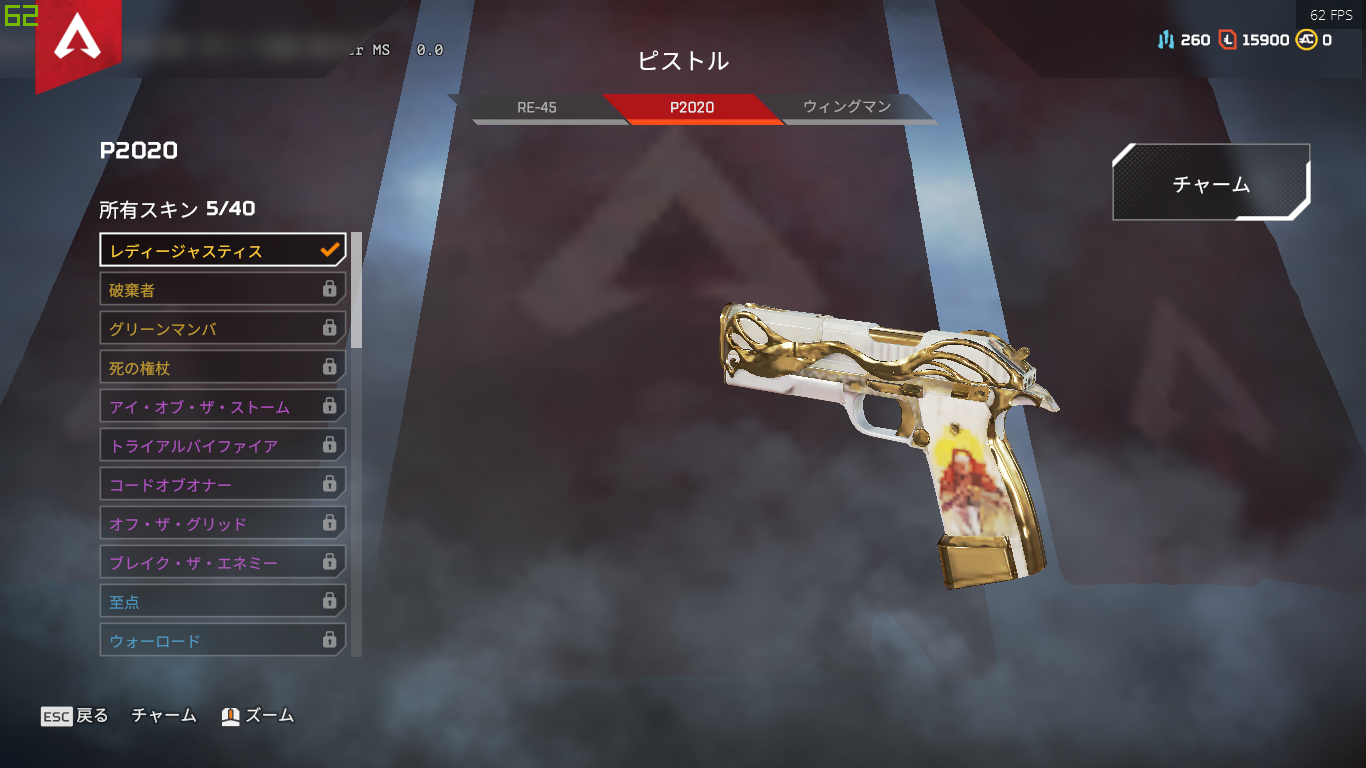 62
62 FPS
MS 0.0
260 15900 0
ピストル
RE-45 P2020 ウィングマン
P2020
チャーム
所有スキン 5/40
レディージャスティス
破棄者
グリーンマンバ
死の権杖
アイ・オブ・ザ・ストーム
トライアルバイファイア
コードオブオナー
オフ・ザ・グリッド
ブレイク・ザ・エネミー
至点
ウォーロード
ESC 戻る チャーム ズーム